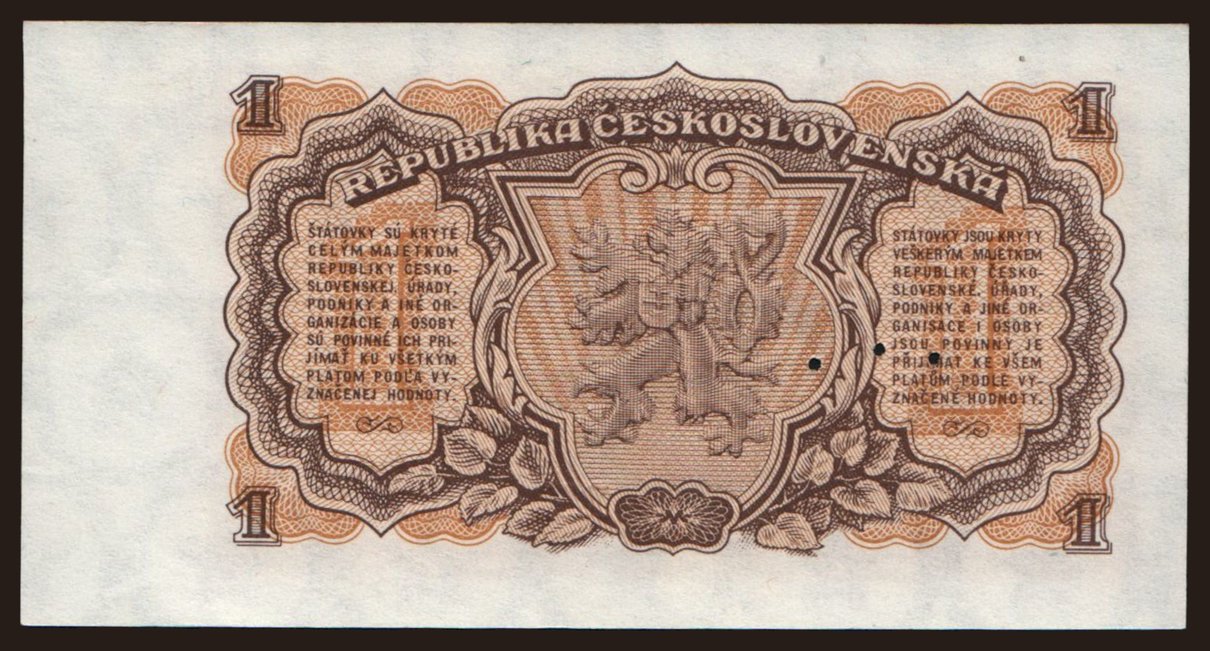 1 1
REPUBLIKA ČESKOSLOVENSKÁ
ŠTÁTOVKY SÚ KRYTÉ
CELÝM MAJETKOM
REPUBLIKY ČESKO-
SLOVENSKEJ, ÚRADY,
PODNIKY A INÉ OR-
GANIZÁCIE A OSOBY
SÚ POVINNÉ ICH PRI-
JÍMAŤ KU VŠETKÝM
PLATOM PODĽA VY-
ZNAČENEJ HODNOTY.
STÁTOVKY JSOU KRYTY
VEŠKERÝM MAJETKEM
REPUBLIKY ČESKO-
SLOVENSKÉ. ÚŘADY,
PODNIKY A JINÉ OR-
GANISACE I OSOBY
JSOU POVINNY JE
PŘIJÍMAT KE VŠEM
PLATŮM PODLE VY-
ZNAČENÉ HODNOTY.
1 1